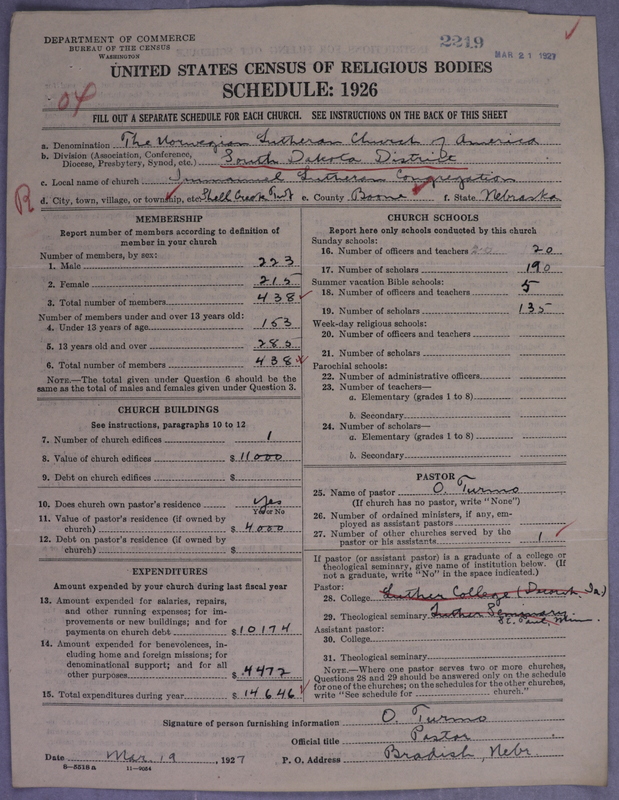 DEPARTMENT OF COMMERCE
BUREAU OF THE CENSUS
WASHINGTON
2219
MAR 21 1927
04
UNITED STATES CENSUS OF RELIGIOUS BODIES
SCHEDULE: 1926
FILL OUT A SEPARATE SCHEDULE FOR EACH CHURCH. SEE INSTRUCTIONS ON THE BACK OF THIS SHEET
a. Denomination The Norwegian Lutheran Church of America
b. Division (Association, Conference, Diocese, Presbytery, Synod, etc.) South Dakota District
c. Local name of church Immanuel Lutheran Congregation
R
d. City, town, village, or township, etc. Shell Creek e. County Boone f. State Nebraska
MEMBERSHIP
Report number of members according to definition of
member in your church
Number of members, by sex:
1. Male 223
2. Female 215
3. Total number of members 438
Number of members under and over 13 years old:
4. Under 13 years of age 153
5. 13 years old and over 285
6. Total number of members 438
NOTE.—The total given under Question 6 should be
the same as the total of males and females given under Question 3.
CHURCH BUILDINGS
See instructions, paragraphs 10 to 12
7. Number of church edifices 1
8. Value of church edifices $ 11000
9. Debt on church edifices $
10. Does church own pastor's residence yes
Yes or No
11. Value of pastor's residence (if owned by
church) $ 4000
12. Debt on pastor's residence (if owned by
church) $
EXPENDITURES
Amount expended by your church during last fiscal year
13. Amount expended for salaries, repairs,
and other running expenses; for im-
provements or new buildings; and for
payments on church debt $ 10174
14. Amount expended for benevolences, in-
cluding home and foreign missions; for
denominational support; and for all
other purposes $ 4472
15. Total expenditures during year $ 14646
CHURCH SCHOOLS
Report here only schools conducted by this church
Sunday schools:
16. Number of officers and teachers 20
17. Number of scholars 190
Summer vacation Bible schools:
18. Number of officers and teachers 5
19. Number of scholars 135
Week-day religious schools:
20. Number of officers and teachers
21. Number of scholars
Parochial schools:
22. Number of administrative officers
23. Number of teachers—
a. Elementary (grades 1 to 8)
b. Secondary
24. Number of scholars—
a. Elementary (grades 1 to 8)
b. Secondary
PASTOR
25. Name of pastor O. Turmo
(If church has no pastor, write "None")
26. Number of ordained ministers, if any, em-
ployed as assistant pastors
27. Number of other churches served by the
pastor or his assistants 1
If pastor (or assistant pastor) is a graduate of a college or
theological seminary, give name of institution below. (If
not a graduate, write "No" in the space indicated.)
Pastor:
28. College Luther College (Decorah Ia.)
29. Theological seminary Luther Seminary
St. Paul, Minn.
Assistant pastor:
30. College
31. Theological seminary
NOTE.—Where one pastor serves two or more churches,
Questions 28 and 29 should be answered only on the schedule
for one of the churches; on the schedules for the other churches,
write "See schedule for church."
Signature of person furnishing information O. Turmo
Official title Pastor
Date Mar. 19, 1927 P. O. Address Bradish, Nebr.
6—5518 a 11—9034